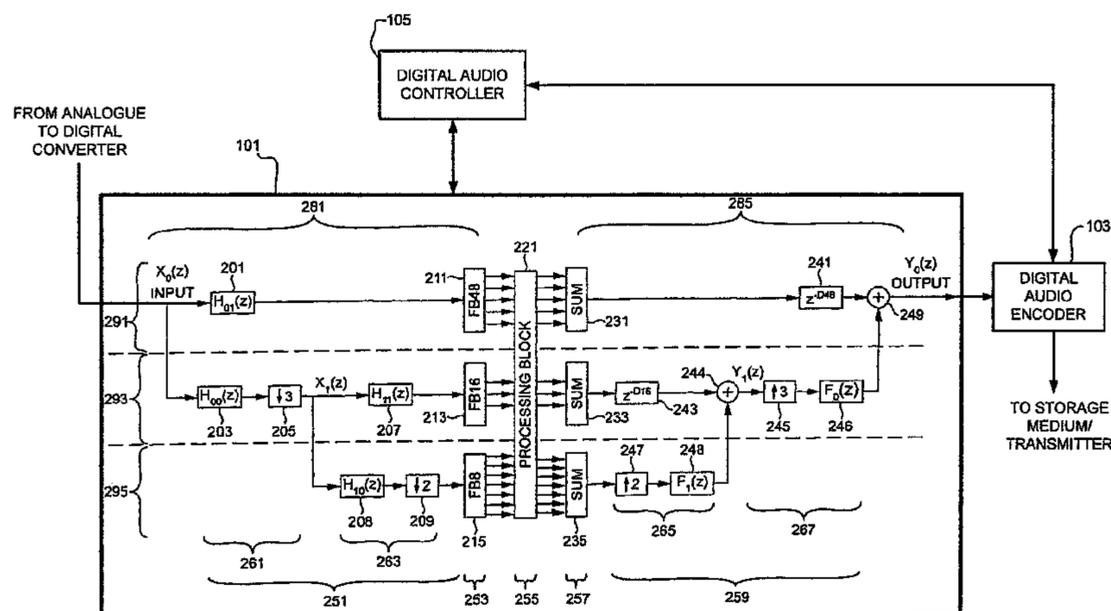 105
DIGITAL AUDIO
CONTROLLER
FROM ANALOGUE
TO DIGITAL
CONVERTER
101
281
285
103
X₀(z)
INPUT
201
H₀₁(z)
211
FB48
221
PROCESSING BLOCK
SUM
231
241
z⁻ᴰ⁴⁸
Y₀(z)
OUTPUT
249
DIGITAL
AUDIO
ENCODER
291
293
H₀₀(z)
203
↓3
205
X₁(z)
H₁₁(z)
207
FB16
213
SUM
233
z⁻ᴰ¹⁶
243
244
Y₁(z)
↑3
245
F₀(z)
246
TO STORAGE
MEDIUM/
TRANSMITTER
295
H₁₀(z)
208
↓2
209
FB8
215
SUM
235
247
↑2
248
F₁(z)
261
263
265
267
251
253
255
257
259